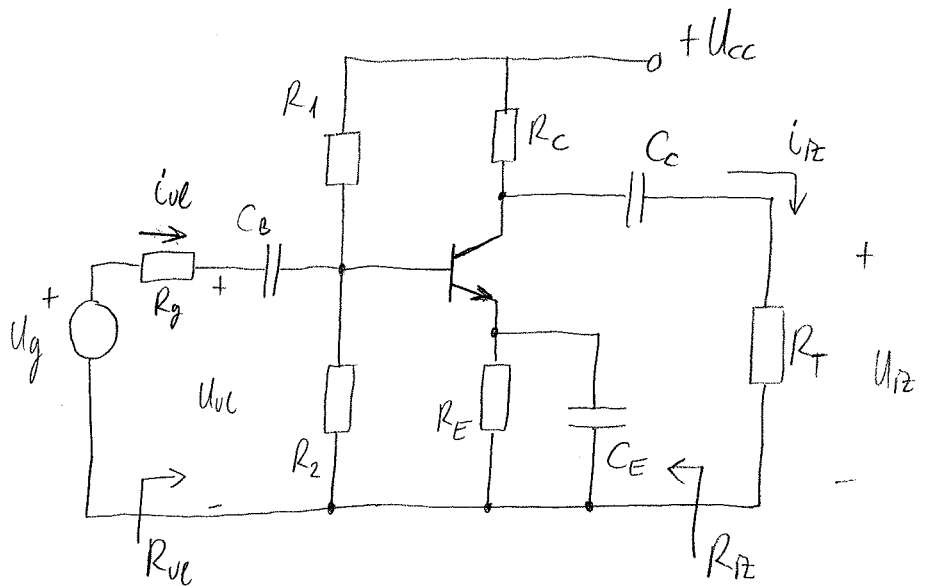 + Ucc
R1
RC
CC
iIZ
iUL
CB
+
Rg
+
Ug
UUL
R2
RE
CE
RT
+
UIZ
-
-
RUL
RIZ